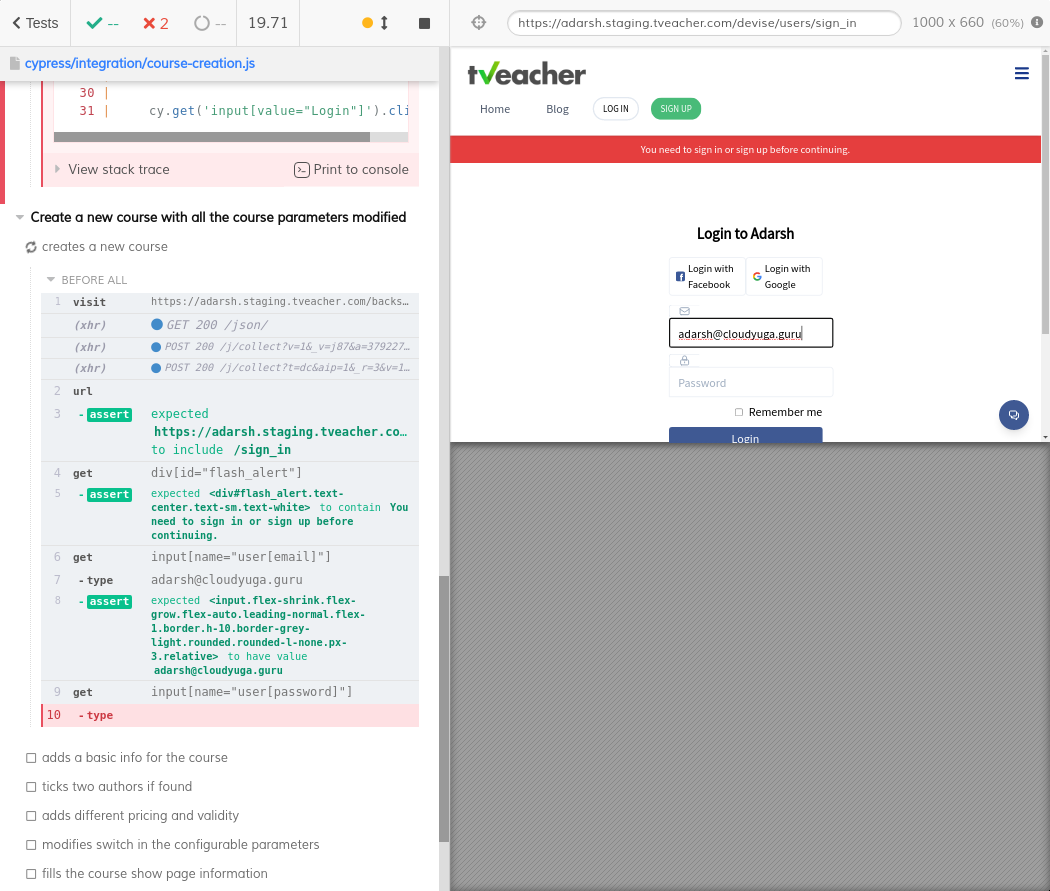 Tests
--
2
--
19.71
https://adarsh.staging.tveacher.com/devise/users/sign_in
1000 x 660 (60%)
cypress/integration/course-creation.js
30 |
31 | cy.get('input[value="Login"]').cli
View stack trace
Print to console
Create a new course with all the course parameters modified
creates a new course
BEFORE ALL
1 visit https://adarsh.staging.tveacher.com/backs…
(xhr) GET 200 /json/
(xhr) POST 200 /j/collect?v=1&_v=j87&a=379227…
(xhr) POST 200 /j/collect?t=dc&aip=1&_r=3&v=1…
2 url
3 -assert expected
https://adarsh.staging.tveacher.co…
to include /sign_in
4 get div[id="flash_alert"]
5 -assert expected <div#flash_alert.text-
center.text-sm.text-white> to contain You
need to sign in or sign up before
continuing.
6 get input[name="user[email]"]
7 -type adarsh@cloudyuga.guru
8 -assert expected <input.flex-shrink.flex-
grow.flex-auto.leading-normal.flex-
1.border.h-10.border-grey-
light.rounded.rounded-l-none.px-
3.relative> to have value
adarsh@cloudyuga.guru
9 get input[name="user[password]"]
10 -type
adds a basic info for the course
ticks two authors if found
adds different pricing and validity
modifies switch in the configurable parameters
fills the course show page information
tveacher
Home Blog LOG IN SIGN UP
You need to sign in or sign up before continuing.
Login to Adarsh
Login with
Facebook
Login with
Google
adarsh@cloudyuga.guru
Password
Remember me
Login